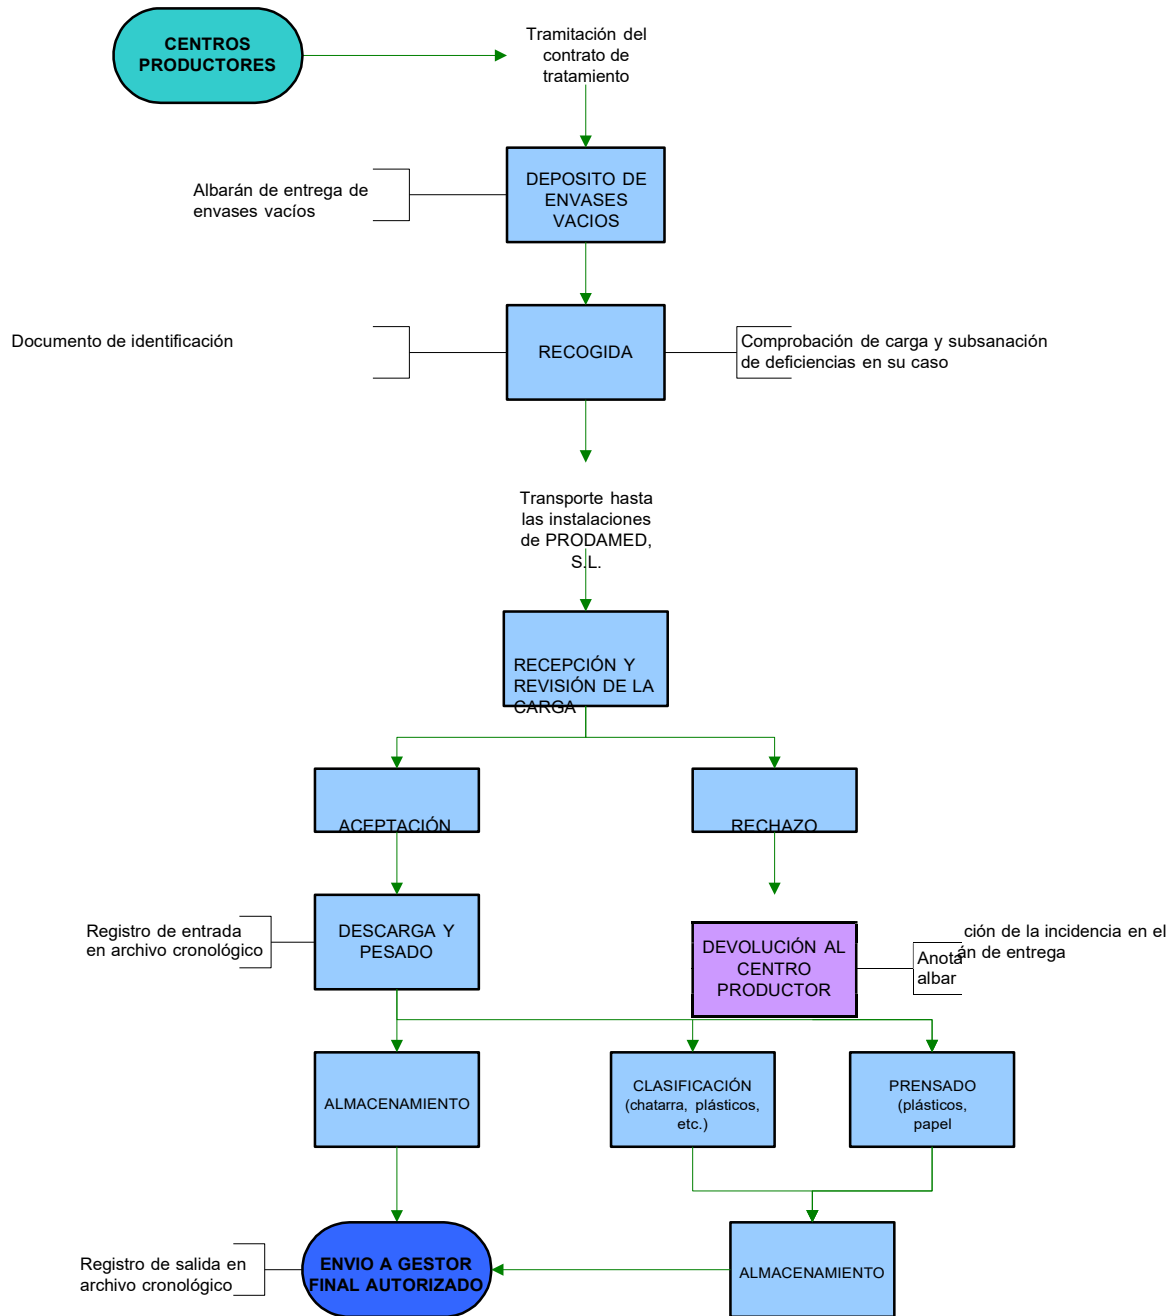 CENTROS
PRODUCTORES
Tramitación del
contrato de
tratamiento
Albarán de entrega de
envases vacíos
DEPOSITO DE
ENVASES
VACIOS
Documento de identificación
RECOGIDA
Comprobación de carga y subsanación
de deficiencias en su caso
Transporte hasta
las instalaciones
de PRODAMED,
S.L.
RECEPCIÓN Y
REVISIÓN DE LA
CARGA
ACEPTACIÓN
RECHAZO
Registro de entrada
en archivo cronológico
DESCARGA Y
PESADO
DEVOLUCIÓN AL
CENTRO
PRODUCTOR
Anotación de la incidencia en el
albarán de entrega
ALMACENAMIENTO
CLASIFICACIÓN
(chatarra, plásticos,
etc.)
PRENSADO
(plásticos,
papel
Registro de salida en
archivo cronológico
ENVIO A GESTOR
FINAL AUTORIZADO
ALMACENAMIENTO